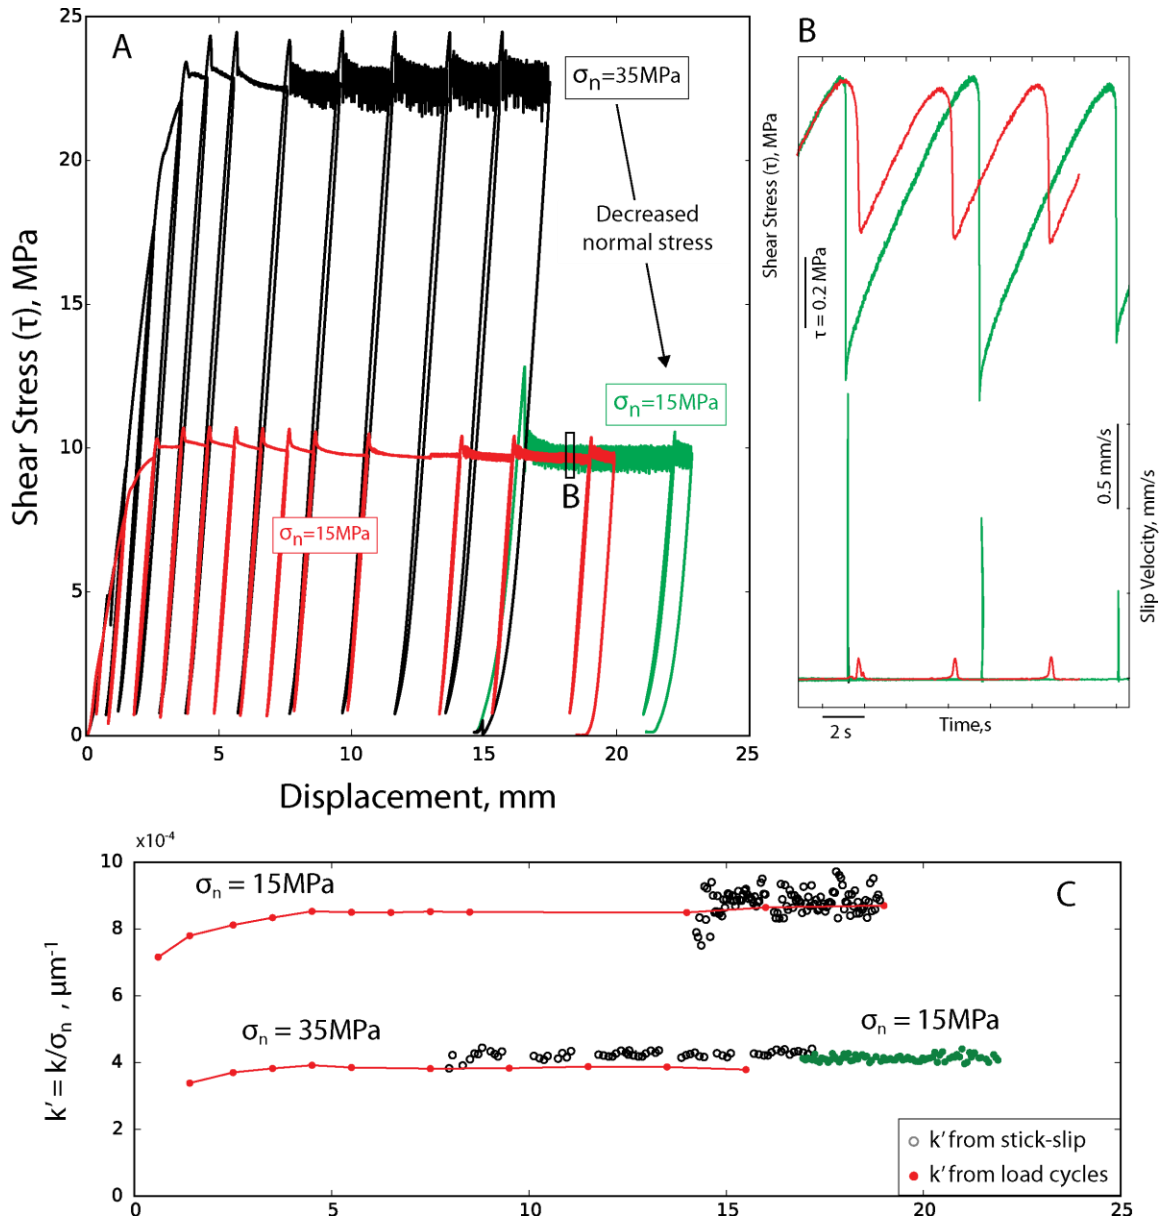 A
σn=35MPa
Decreased
normal stress
σn=15MPa
σn=15MPa
B
Shear Stress (τ), MPa
25
20
15
10
5
0
0 5 10 15 20 25
Displacement, mm
B
Shear Stress (τ), MPa
τ = 0.2 MPa
0.5 mm/s
Slip Velocity, mm/s
2 s
Time,s
x10-4
C
σn = 15MPa
σn = 35MPa
σn = 15MPa
k' = k/σn , μm-1
10
8
6
4
2
0
k' from stick-slip
k' from load cycles
0 5 10 15 20 25